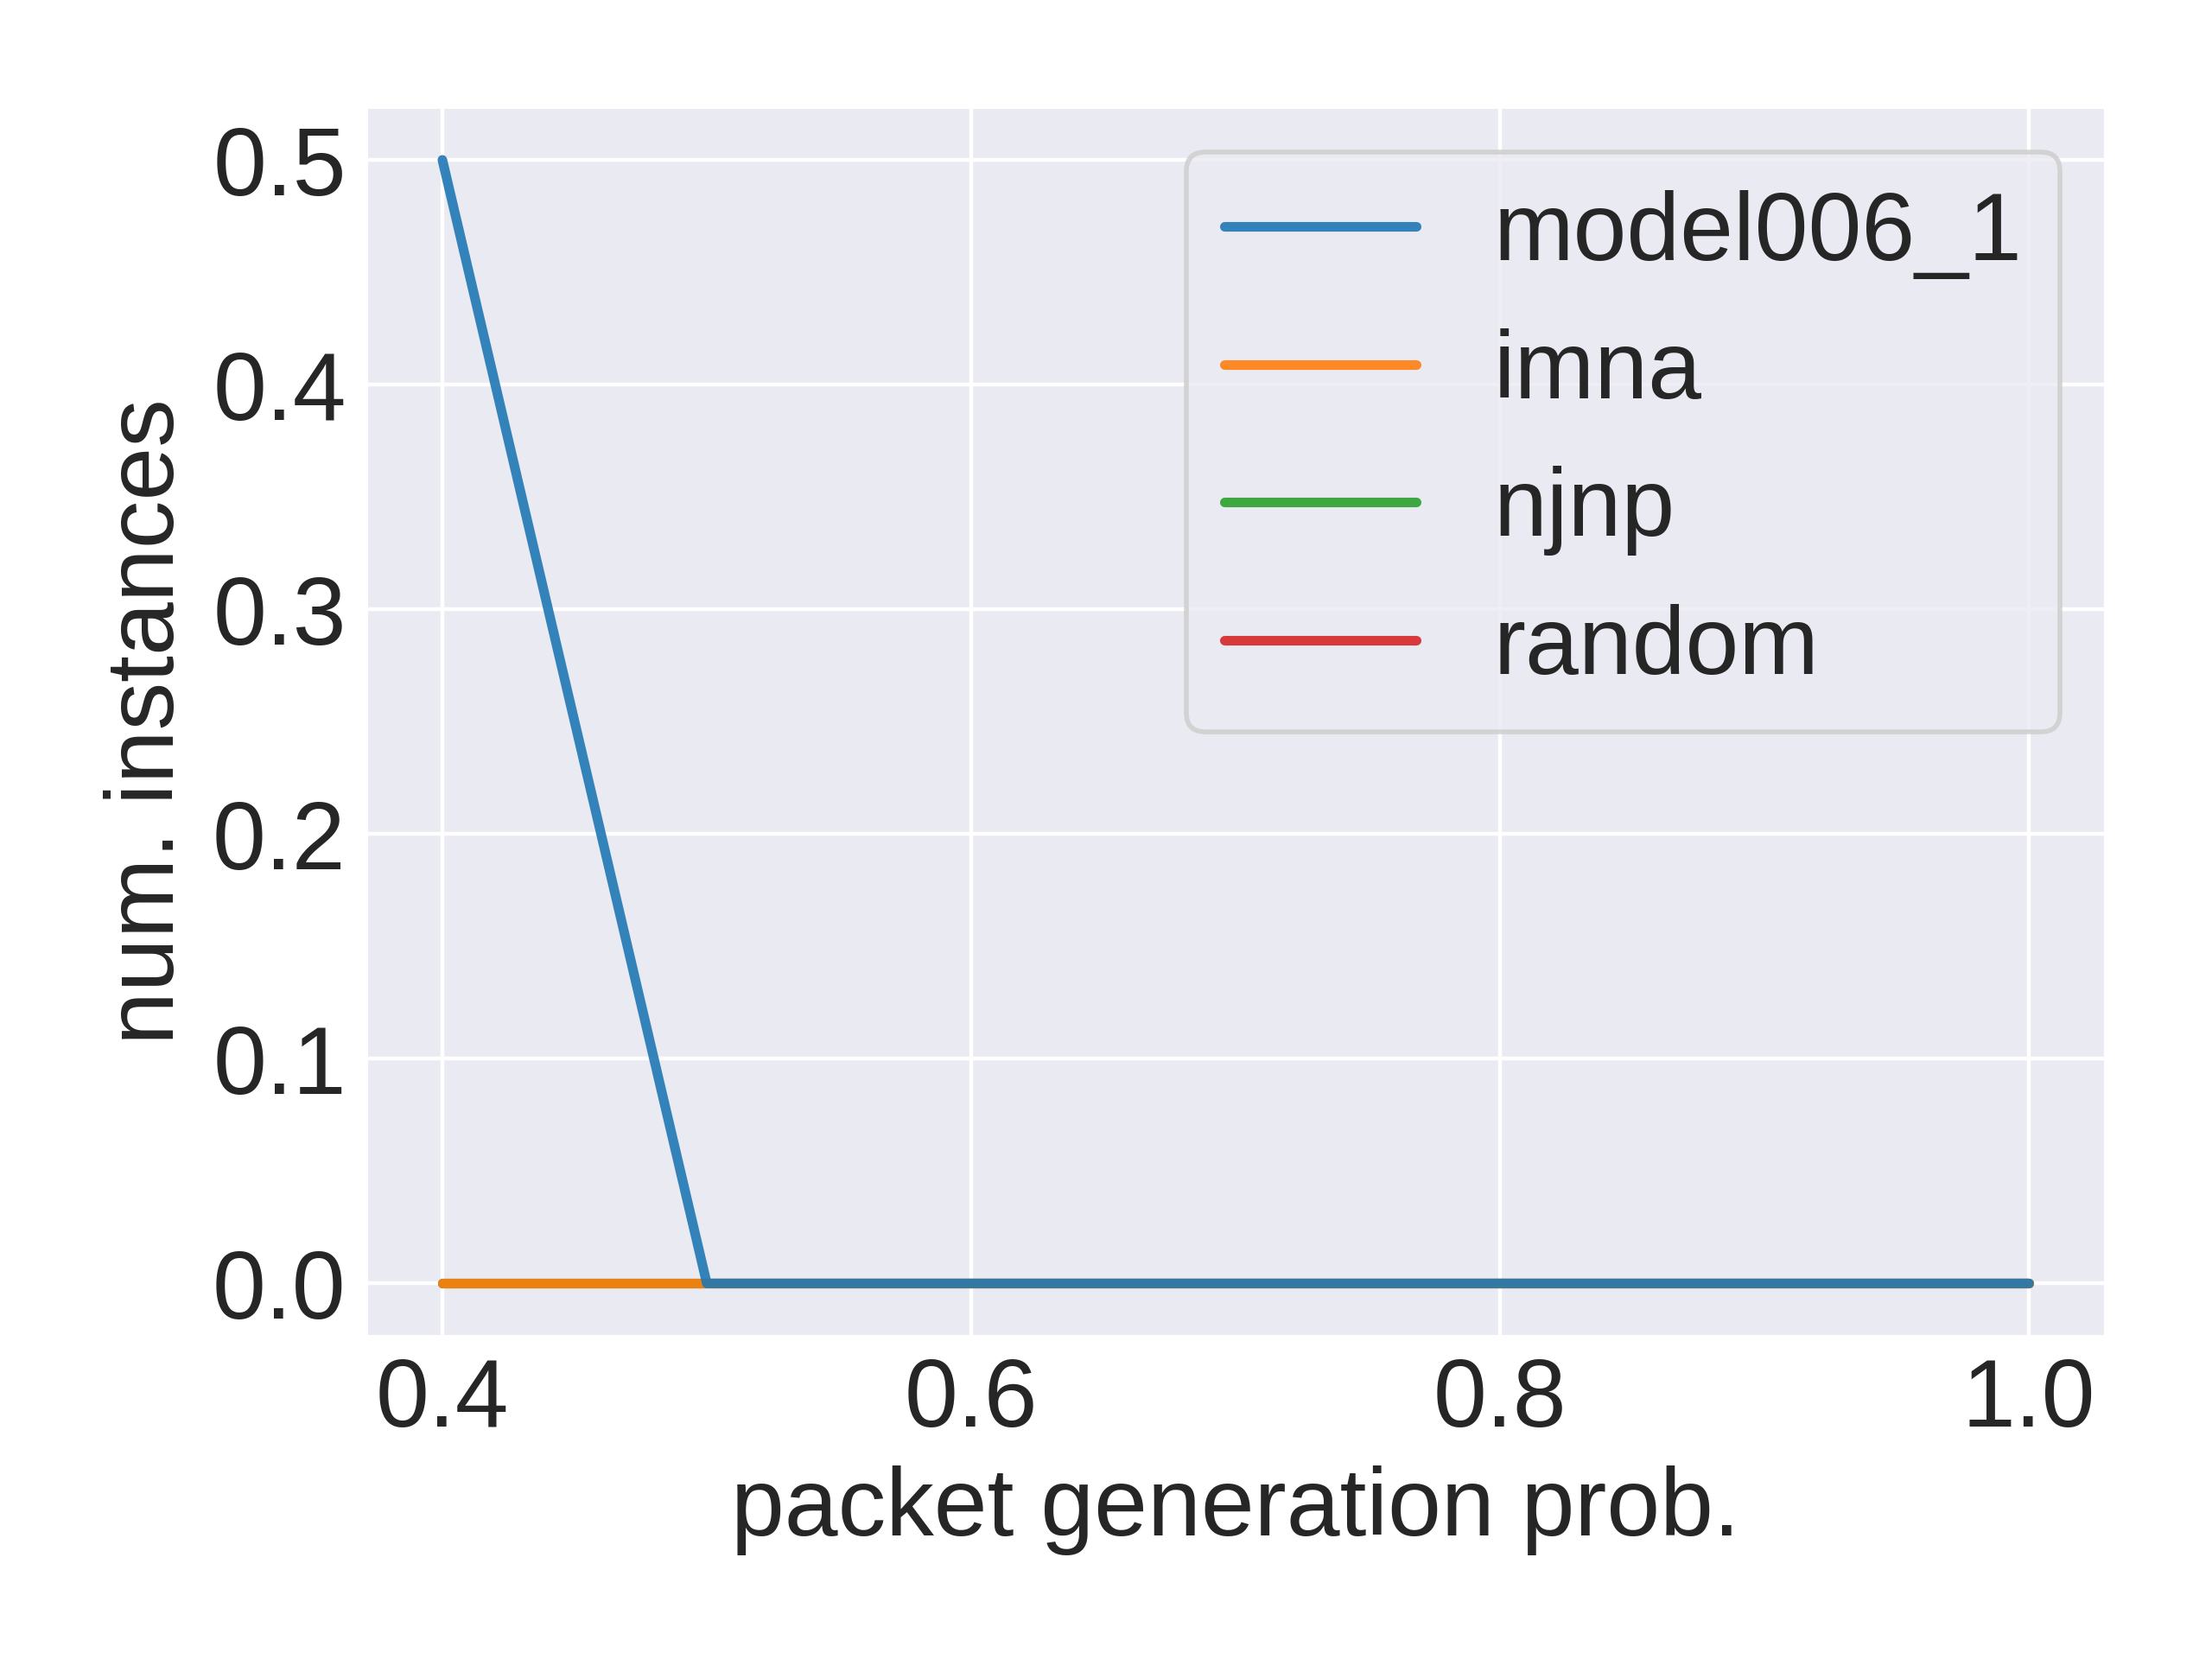 num. instances
0.5
0.4
0.3
0.2
0.1
0.0
model006_1
imna
njnp
random
0.4 0.6 0.8 1.0
packet generation prob.